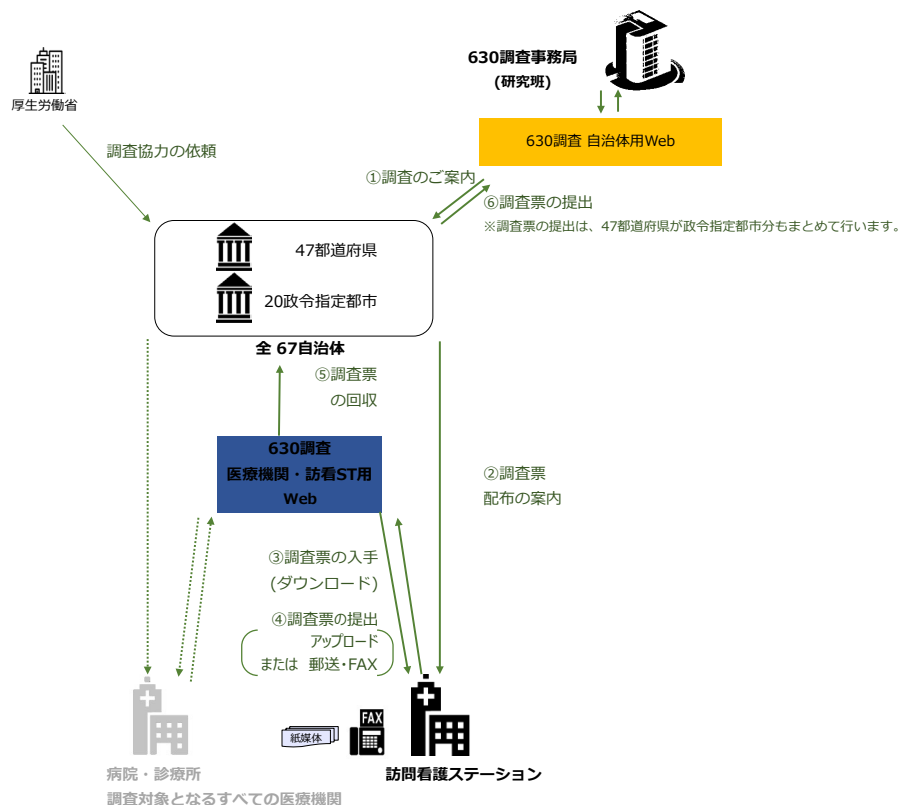 630調査事務局
(研究班)
厚生労働省
630調査 自治体用Web
調査協力の依頼
①調査のご案内
⑥調査票の提出
※調査票の提出は、47都道府県が政令指定都市分もまとめて行います。
47都道府県
20政令指定都市
全 67自治体
⑤調査票
の回収
630調査
医療機関・訪看ST用
Web
②調査票
配布の案内
③調査票の入手
(ダウンロード)
④調査票の提出
アップロード
または 郵送・FAX
FAX
紙媒体
病院・診療所
調査対象となるすべての医療機関
訪問看護ステーション